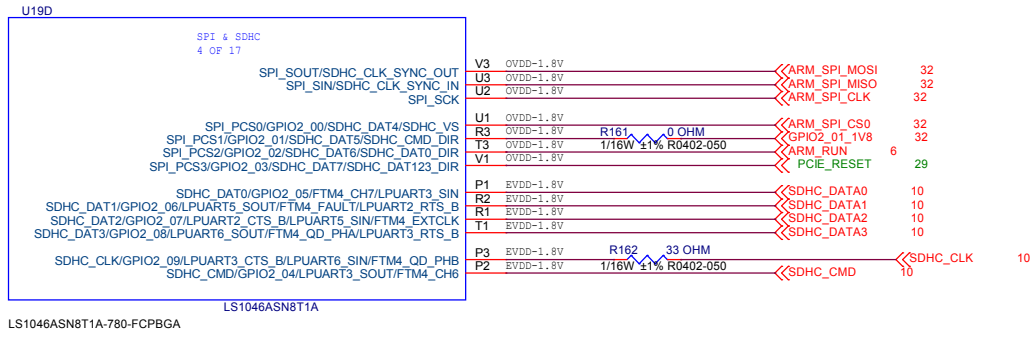 U19D
SPI & SDHC
4 OF 17
SPI_SOUT/SDHC_CLK_SYNC_OUT V3 OVDD-1.8V ARM_SPI_MOSI 32
SPI_SIN/SDHC_CLK_SYNC_IN U3 OVDD-1.8V ARM_SPI_MISO 32
SPI_SCK U2 OVDD-1.8V ARM_SPI_CLK 32
SPI_PCS0/GPIO2_00/SDHC_DAT4/SDHC_VS U1 OVDD-1.8V ARM_SPI_CS0 32
SPI_PCS1/GPIO2_01/SDHC_DAT5/SDHC_CMD_DIR R3 OVDD-1.8V R161 0 OHM GPIO2_01_1V8 32
SPI_PCS2/GPIO2_02/SDHC_DAT6/SDHC_DAT0_DIR T3 OVDD-1.8V 1/16W ±1% R0402-050 ARM_RUN 6
SPI_PCS3/GPIO2_03/SDHC_DAT7/SDHC_DAT123_DIR V1 OVDD-1.8V PCIE_RESET 29
SDHC_DAT0/GPIO2_05/FTM4_CH7/LPUART3_SIN P1 EVDD-1.8V SDHC_DATA0 10
SDHC_DAT1/GPIO2_06/LPUART5_SOUT/FTM4_FAULT/LPUART2_RTS_B R2 EVDD-1.8V SDHC_DATA1 10
SDHC_DAT2/GPIO2_07/LPUART2_CTS_B/LPUART5_SIN/FTM4_EXTCLK R1 EVDD-1.8V SDHC_DATA2 10
SDHC_DAT3/GPIO2_08/LPUART6_SOUT/FTM4_QD_PHA/LPUART3_RTS_B T1 EVDD-1.8V SDHC_DATA3 10
SDHC_CLK/GPIO2_09/LPUART3_CTS_B/LPUART6_SIN/FTM4_QD_PHB P3 EVDD-1.8V R162 33 OHM SDHC_CLK 10
SDHC_CMD/GPIO2_04/LPUART3_SOUT/FTM4_CH6 P2 EVDD-1.8V 1/16W ±1% R0402-050 SDHC_CMD 10
LS1046ASN8T1A
LS1046ASN8T1A-780-FCPBGA